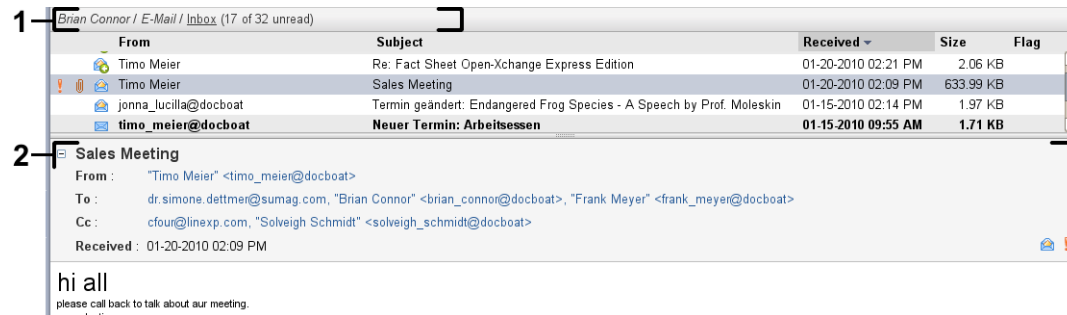 1
Brian Connor / E-Mail / Inbox (17 of 32 unread)
From Subject Received Size Flag
Timo Meier Re: Fact Sheet Open-Xchange Express Edition 01-20-2010 02:21 PM 2.06 KB
Timo Meier Sales Meeting 01-20-2010 02:09 PM 633.99 KB
jonna_lucilla@docboat Termin geändert: Endangered Frog Species - A Speech by Prof. Moleskin 01-15-2010 02:14 PM 1.97 KB
timo_meier@docboat Neuer Termin: Arbeitsessen 01-15-2010 09:55 AM 1.71 KB
2
Sales Meeting
From : "Timo Meier" <timo_meier@docboat>
To : dr.simone.dettmer@sumag.com, "Brian Connor" <brian_connor@docboat>, "Frank Meyer" <frank_meyer@docboat>
Cc : cfour@linexp.com, "Solveigh Schmidt" <solveigh_schmidt@docboat>
Received : 01-20-2010 02:09 PM
hi all
please call back to talk about aur meeting.